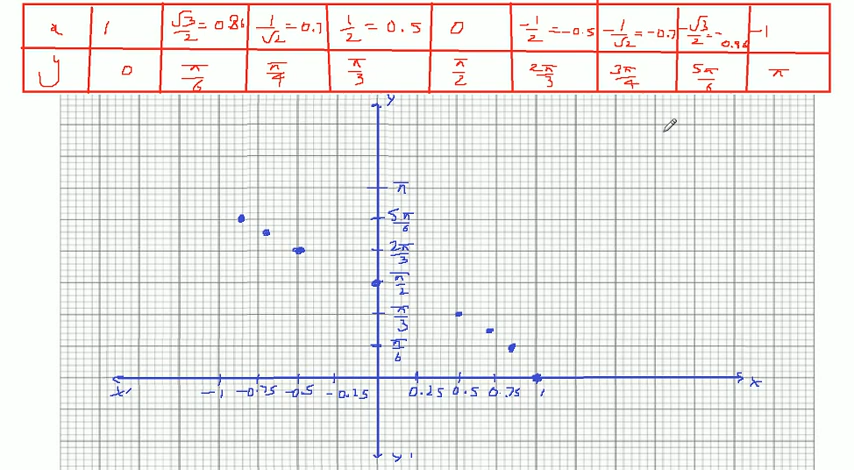 x 1 √3/2 = 0.86 1/√2 = 0.7 1/2 = 0.5 0 -1/2 = -0.5 -1/√2 = -0.7 -√3/2 = -0.86 -1
y 0 π/6 π/4 π/3 π/2 2π/3 3π/4 5π/6 π
Y
π
5π/6
2π/3
π/2
π/3
π/6
X' -1 -0.75 -0.5 -0.25 0.25 0.5 0.75 1 X
Y'